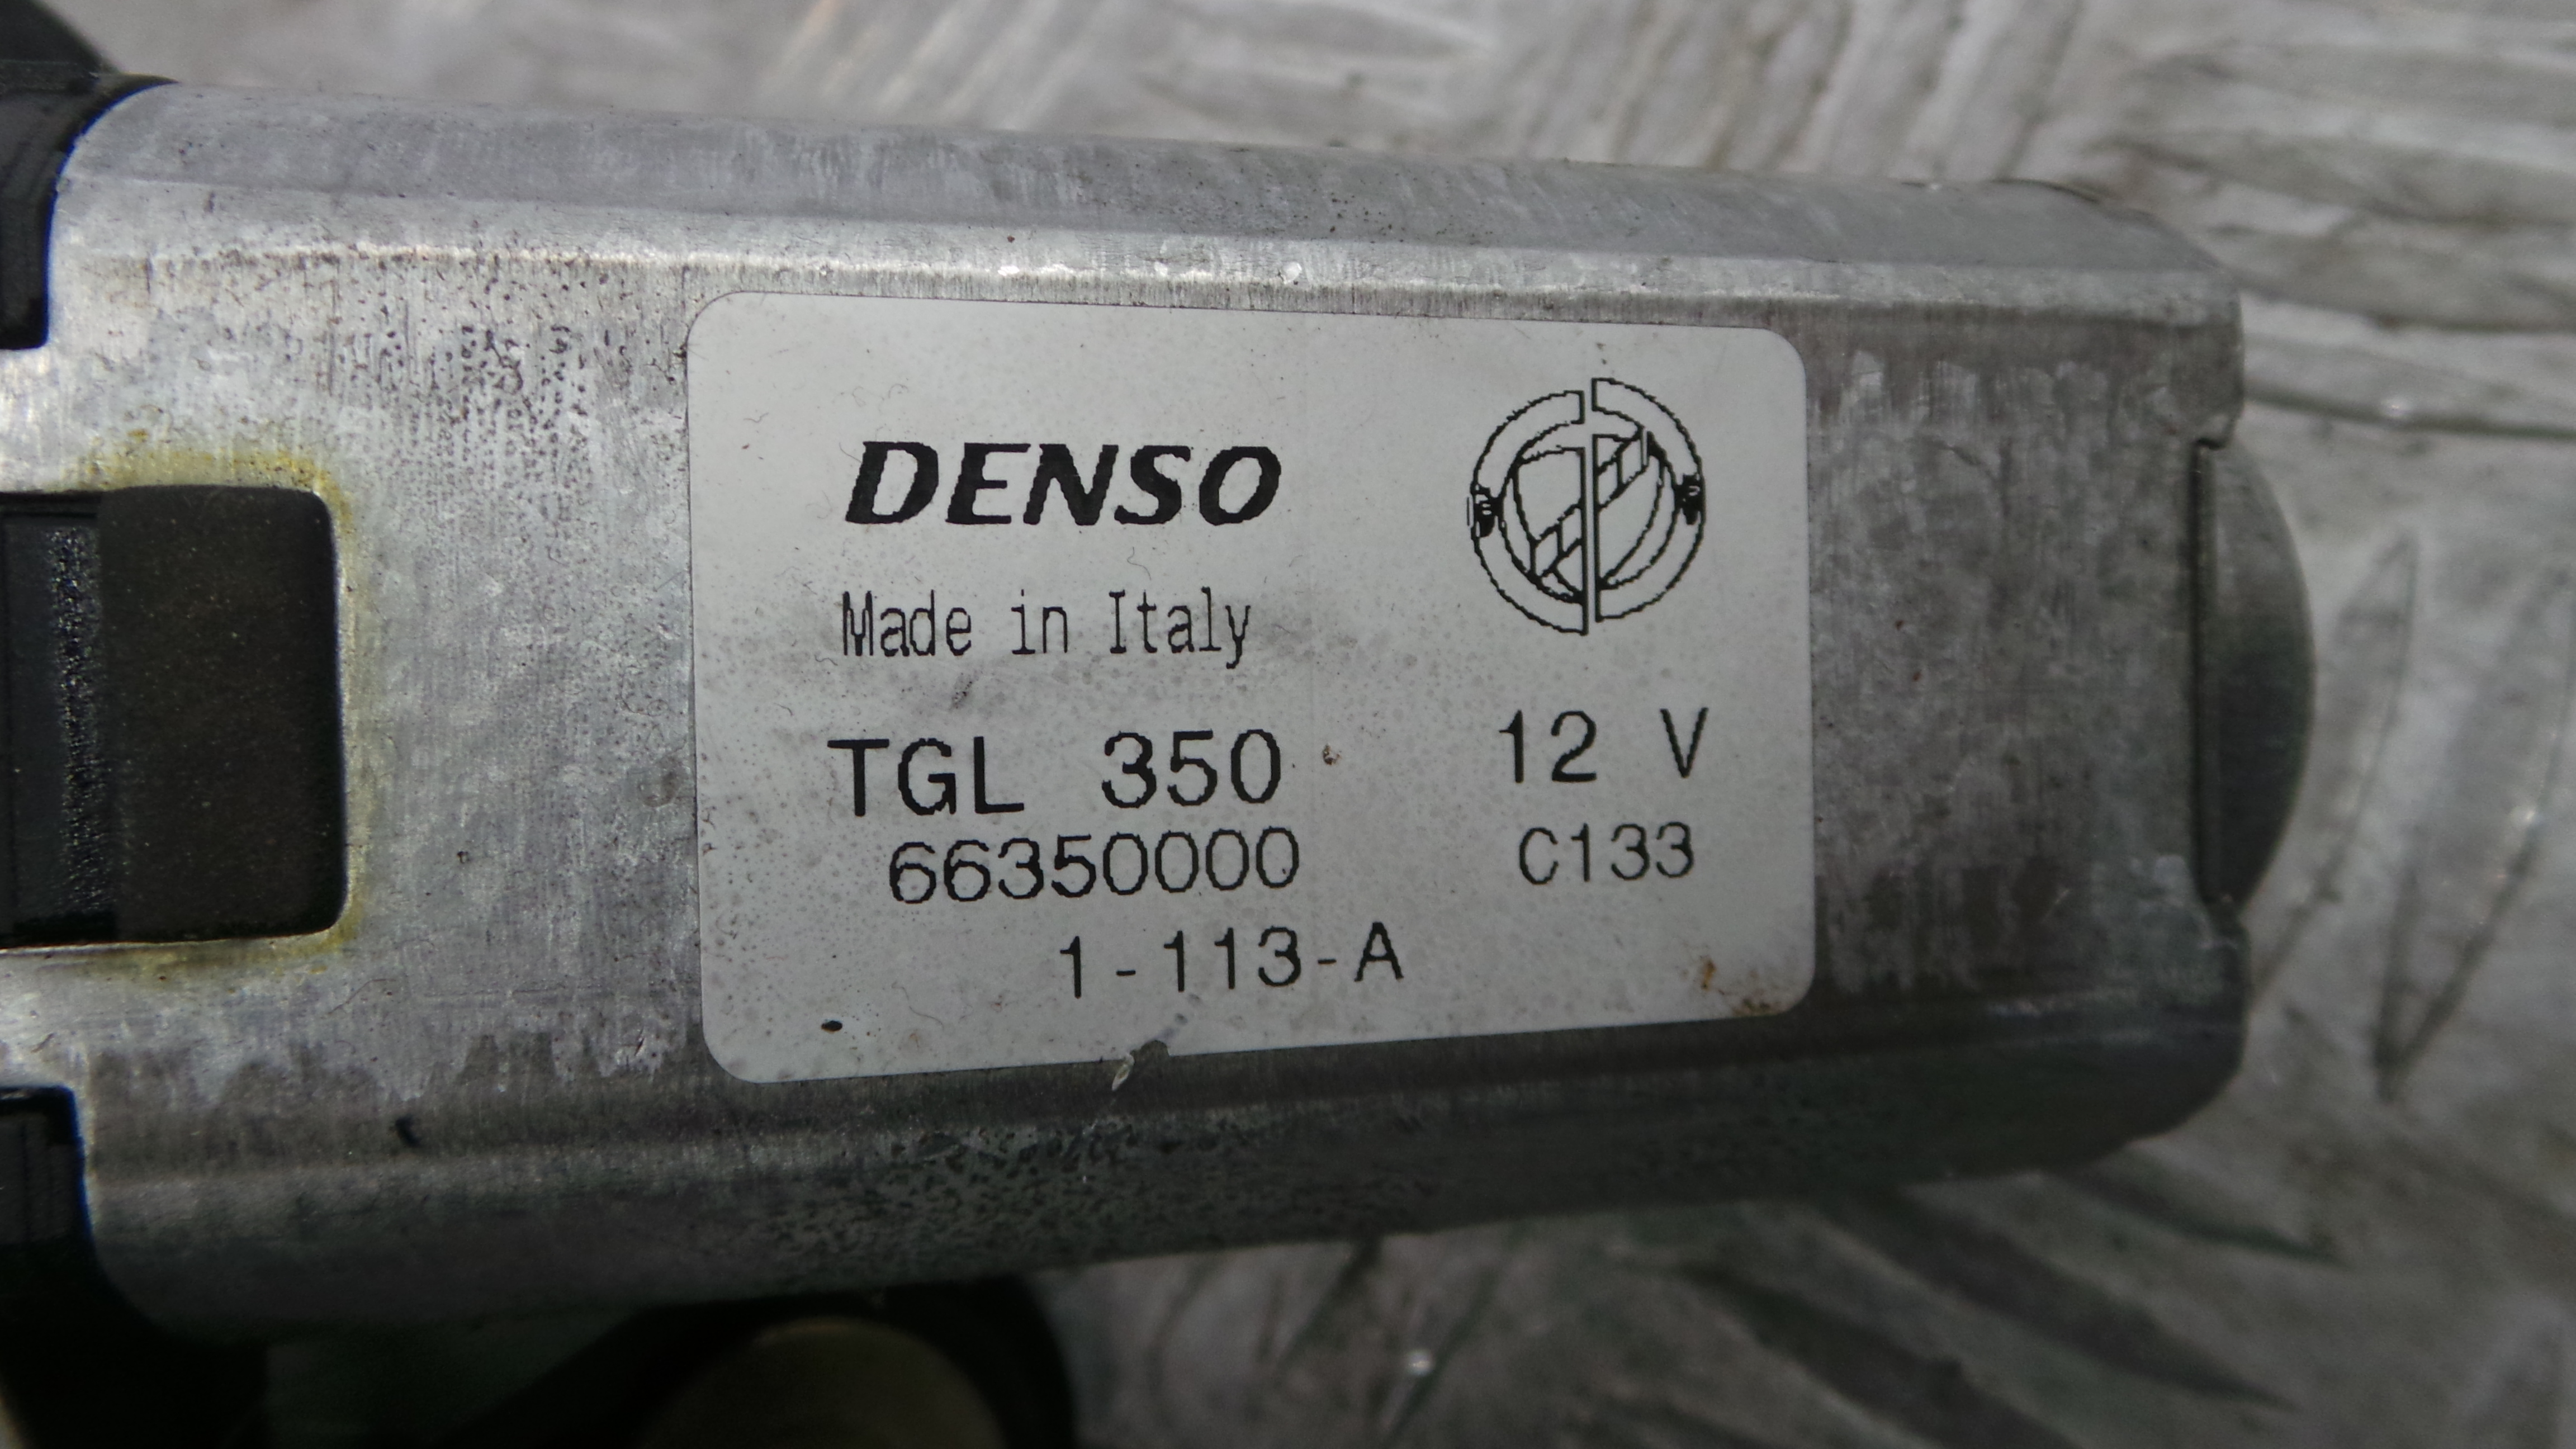 DENSO
Made in Italy
TGL 350 12 V
66350000 C133
1-113-A